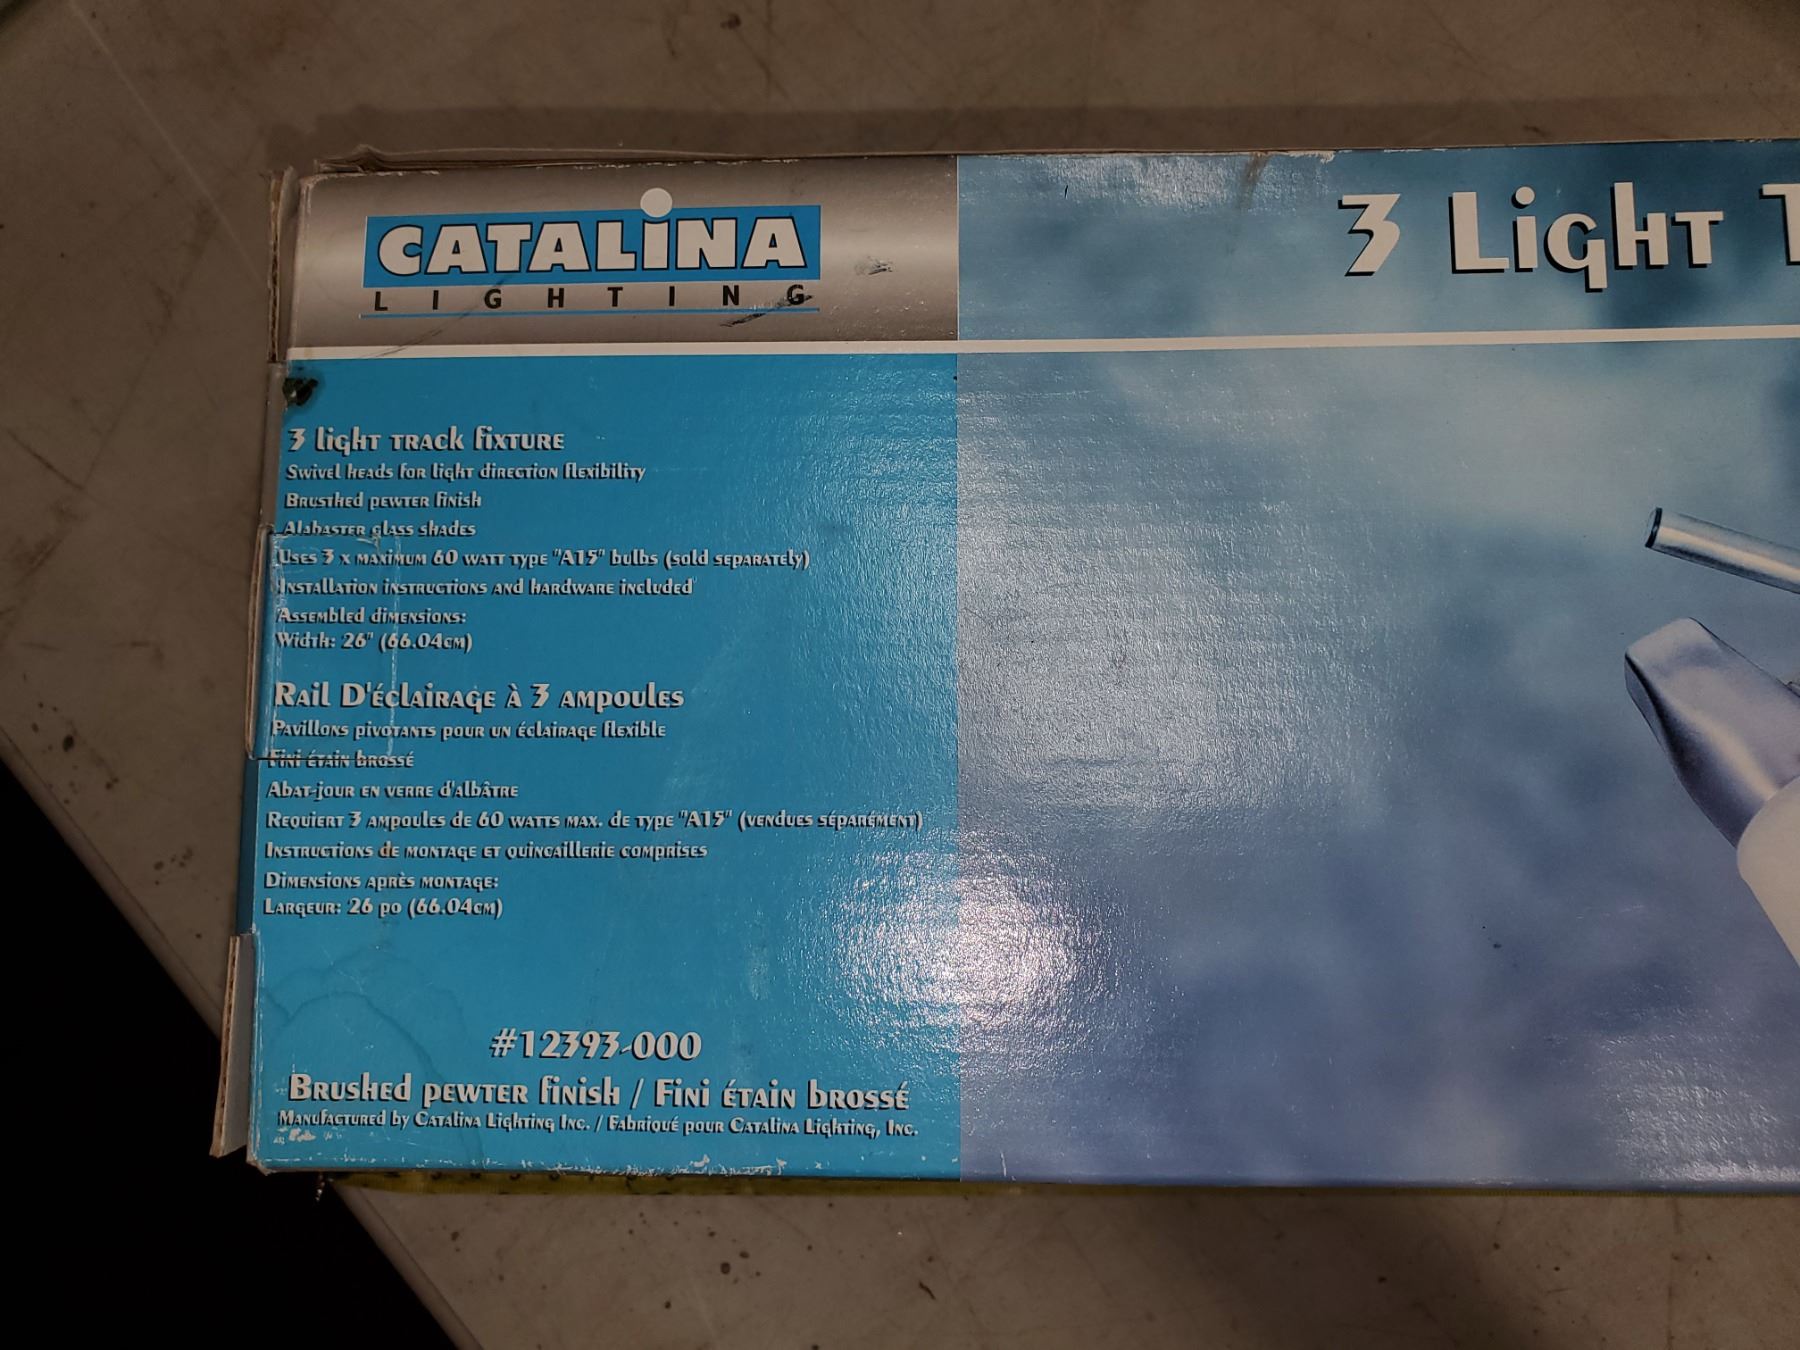 CATALINA
LIGHTING
3 Light
3 light track fixture
Swivel heads for light direction flexibility
Brusthed pewter finish
Alabaster glass shades
Uses 3 x maximum 60 watt type "A15" bulbs (sold separately)
Installation instructions and hardware included
Assembled dimensions:
Width: 26" (66.04cm)
Rail D'éclairage à 3 ampoules
Pavillons pivotants pour un éclairage flexible
Fini étain brossé
Abat-jour en verre d'albâtre
Requiert 3 ampoules de 60 watts max. de type "A15" (vendues séparément)
Instructions de montage et quincaillerie comprises
Dimensions après montage:
Largeur: 26 po (66.04cm)
#12393-000
Brushed pewter finish / Fini étain brossé
Manufactured by Catalina Lighting Inc. / Fabriqué pour Catalina Lighting, Inc.